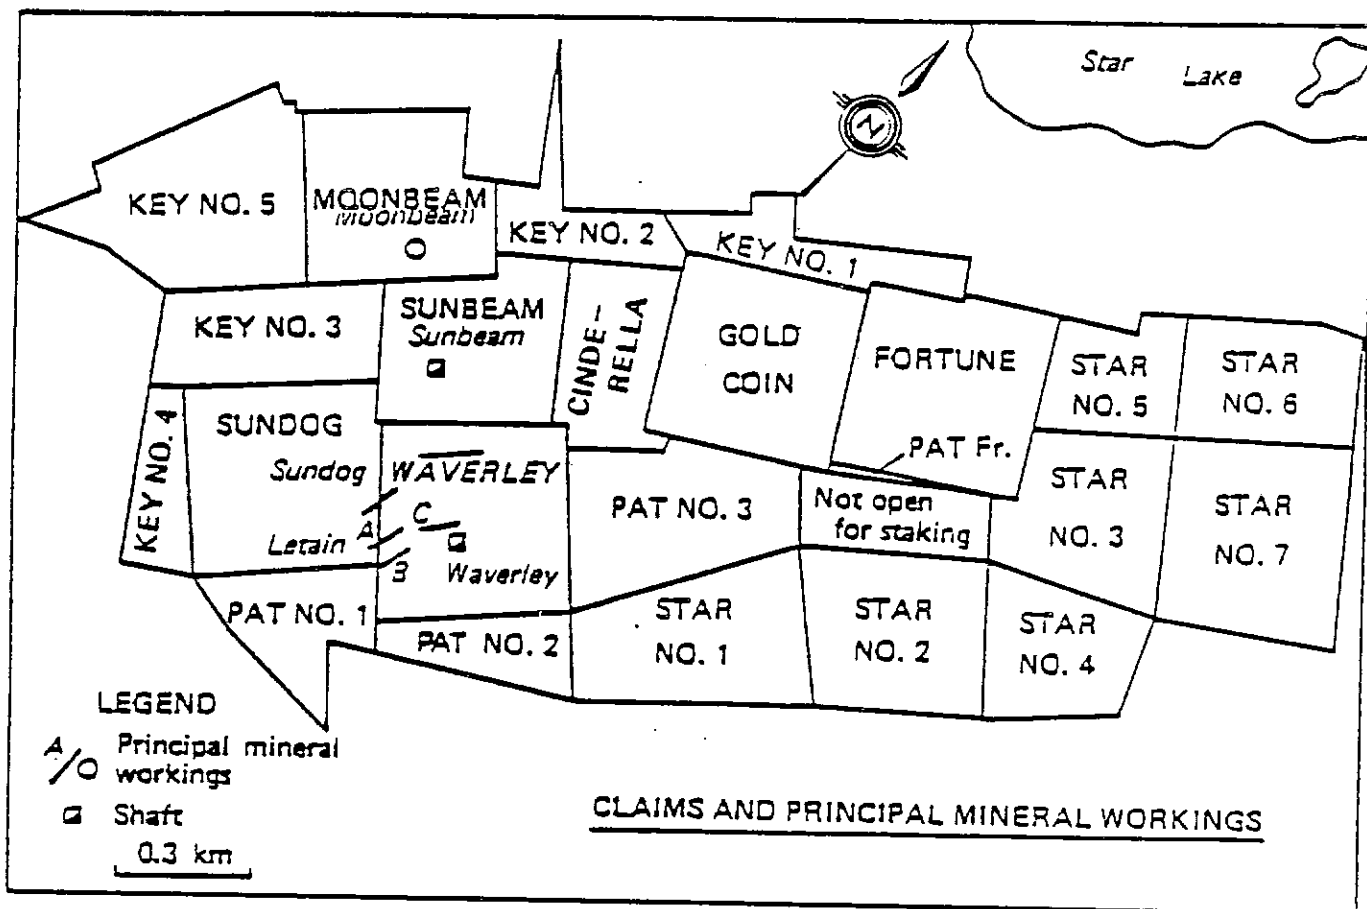 Star Lake
N
KEY NO. 5
MOONBEAM
Moonbeam
KEY NO. 2
KEY NO. 1
KEY NO. 3
SUNBEAM
Sunbeam
CINDE-
RELLA
GOLD
COIN
FORTUNE
STAR
NO. 5
STAR
NO. 6
KEY NO. 4
SUNDOG
Sundog
WAVERLEY
PAT Fr.
A
C
Letain
B
Waverley
PAT NO. 3
Not open
for staking
STAR
NO. 3
STAR
NO. 7
PAT NO. 1
PAT NO. 2
STAR
NO. 1
STAR
NO. 2
STAR
NO. 4
LEGEND
A Principal mineral
workings
Shaft
0.3 km
CLAIMS AND PRINCIPAL MINERAL WORKINGS